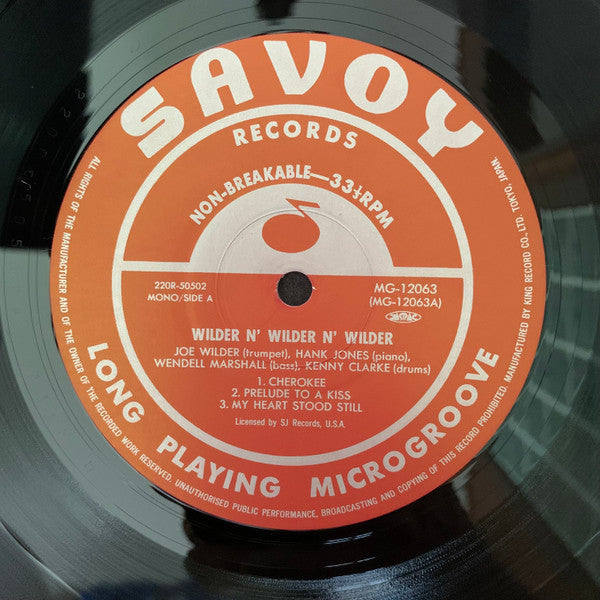 SAVOY
RECORDS
NON-BREAKABLE—33⅓RPM
220R-50502
MONO/SIDE A
MG-12063
(MG-12063A)
WILDER N' WILDER N' WILDER
JOE WILDER (trumpet), HANK JONES (piano),
WENDELL MARSHALL (bass), KENNY CLARKE (drums)
1. CHEROKEE
2. PRELUDE TO A KISS
3. MY HEART STOOD STILL
Licensed by SJ Records, U.S.A.
LONG PLAYING MICROGROOVE
ALL RIGHTS OF THE MANUFACTURER AND OF THE OWNER OF THE RECORDED WORK RESERVED. UNAUTHORISED PUBLIC PERFORMANCE, BROADCASTING AND COPYING OF THIS RECORD PROHIBITED. MANUFACTURED BY KING RECORD CO., LTD. TOKYO, JAPAN.